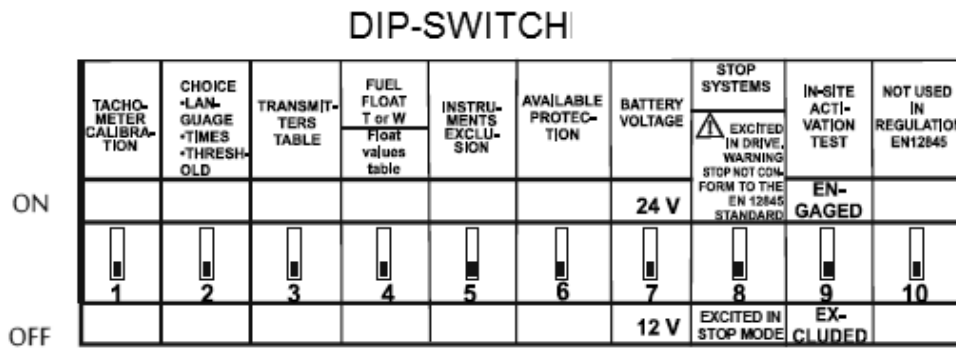 DIP-SWITCH
TACHO-
METER
CALIBRA-
TION
CHOICE
•LAN-
GUAGE
•TIMES
•THRESH-
OLD
TRANSMIT-
TERS
TABLE
FUEL
FLOAT
T or W
Float
values
table
INSTRU-
MENTS
EXCLU-
SION
AVAILABLE
PROTEC-
TION
BATTERY
VOLTAGE
STOP
SYSTEMS
EXCITED
IN DRIVE,
WARNING
STOP NOT CON-
FORM TO THE
EN 12845
STANDARD
IN-SITE
ACTI-
VATION
TEST
NOT USED
IN
REGULATIO
EN12845
ON
24 V
EN-
GAGED
1 2 3 4 5 6 7 8 9 10
OFF
12 V
EXCITED IN
STOP MODE
EX-
CLUDED